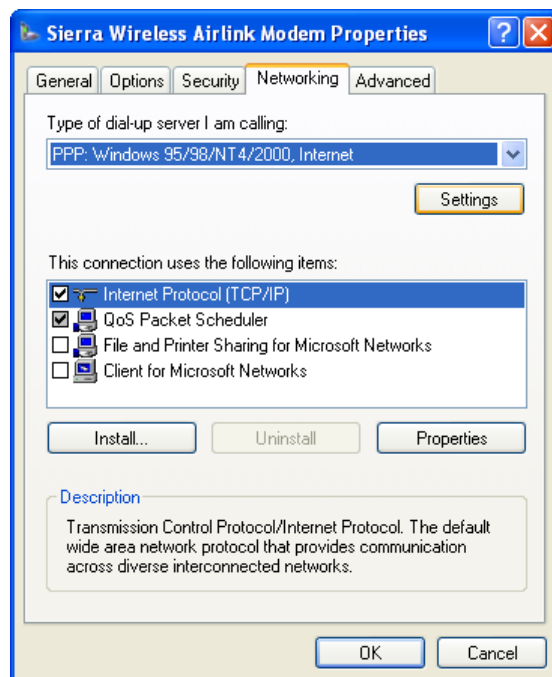 Sierra Wireless Airlink Modem Properties
General Options Security Networking Advanced
Type of dial-up server I am calling:
PPP: Windows 95/98/NT4/2000, Internet
Settings
This connection uses the following items:
Internet Protocol (TCP/IP)
QoS Packet Scheduler
File and Printer Sharing for Microsoft Networks
Client for Microsoft Networks
Install... Uninstall Properties
Description
Transmission Control Protocol/Internet Protocol. The default
wide area network protocol that provides communication
across diverse interconnected networks.
OK Cancel